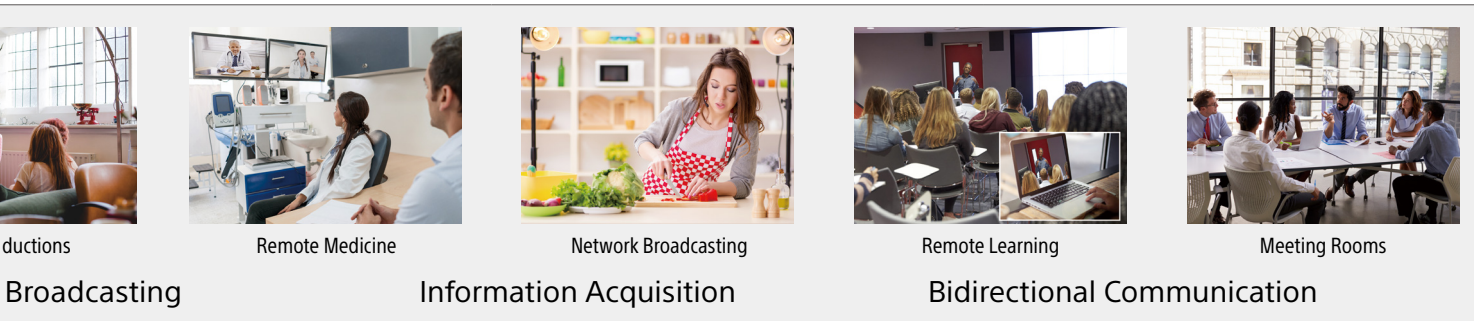 ductions
Remote Medicine
Network Broadcasting
Remote Learning
Meeting Rooms
Broadcasting
Information Acquisition
Bidirectional Communication